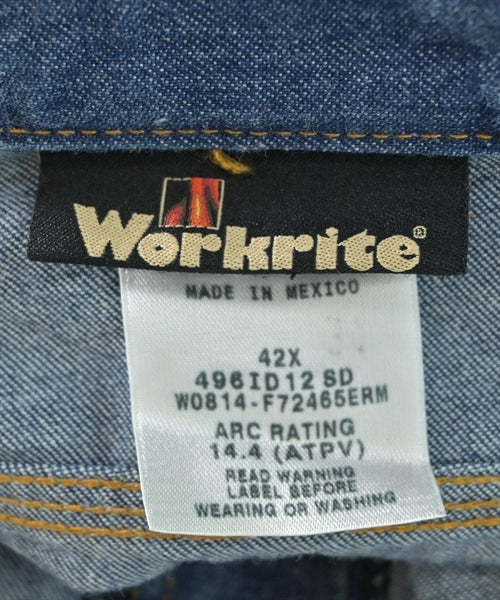 Workrite®
MADE IN MEXICO
42X
496ID12 SD
W0814-F72465ERM
ARC RATING
14.4 (ATPV)
READ WARNING
LABEL BEFORE
WEARING OR WASHING